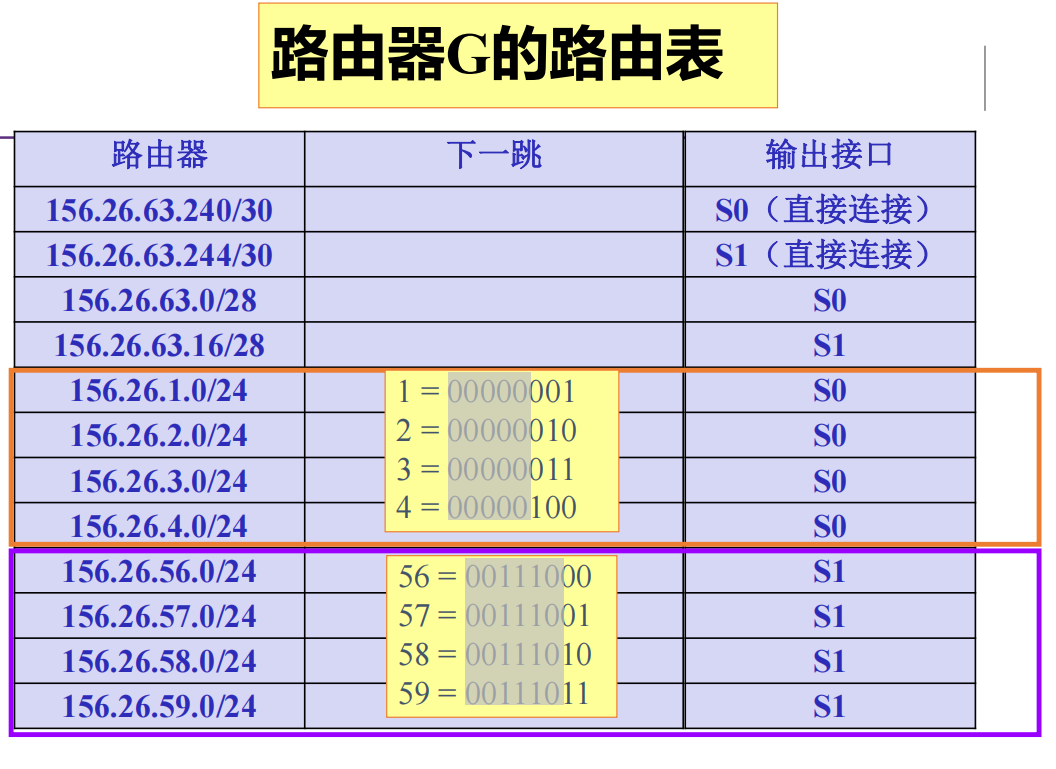 路由器G的路由表
路由器 下一跳 输出接口
156.26.63.240/30 S0（直接连接）
156.26.63.244/30 S1（直接连接）
156.26.63.0/28 S0
156.26.63.16/28 S1
156.26.1.0/24 1 = 00000001 S0
156.26.2.0/24 2 = 00000010 S0
156.26.3.0/24 3 = 00000011 S0
156.26.4.0/24 4 = 00000100 S0
156.26.56.0/24 56 = 00111000 S1
156.26.57.0/24 57 = 00111001 S1
156.26.58.0/24 58 = 00111010 S1
156.26.59.0/24 59 = 00111011 S1